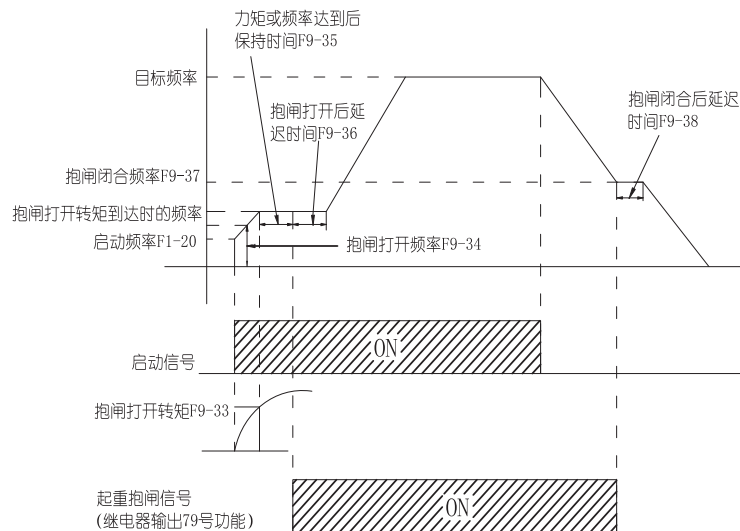 力矩或频率达到后
保持时间F9-35
目标频率
抱闸打开后延
迟时间F9-36
抱闸闭合后延迟
时间F9-38
抱闸闭合频率F9-37
抱闸打开转矩到达时的频率
启动频率F1-20
抱闸打开频率F9-34
ON
启动信号
抱闸打开转矩F9-33
起重抱闸信号
(继电器输出79号功能)
ON